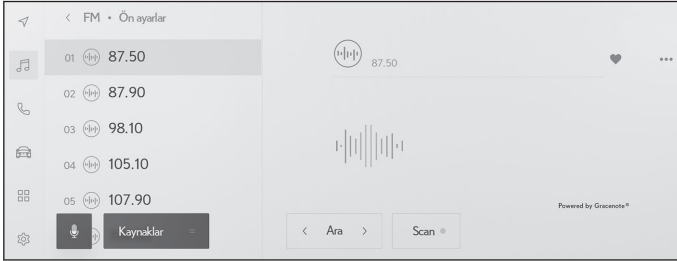 FM • Ön ayarlar
01 87.50
02 87.90
03 98.10
04 105.10
05 107.90
Kaynaklar
87.50
Powered by Gracenote®
Ara
Scan